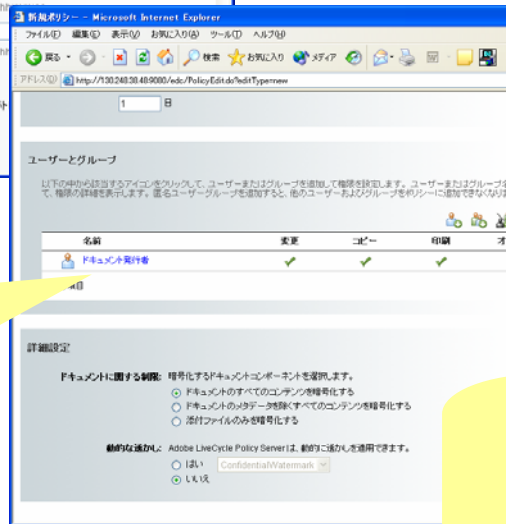 新規ポリシー - Microsoft Internet Explorer
ファイル(F) 編集(E) 表示(V) お気に入り(A) ツール(T) ヘルプ(H)
戻る 検索 お気に入り メディア
アドレス(D) http://130.248.38.48:9080/edc/PolicyEdit.do?editType=new
1 日
ユーザーとグループ
以下の中から該当するアイコンをクリックして、ユーザーまたはグループを追加して権限を設定します。ユーザーまたはグループ名
て、権限の詳細を表示します。匿名ユーザーグループを追加すると、他のユーザーおよびグループをポリシーに追加できなくなりま
名前 変更 コピー 印刷 オ
ドキュメント発行者
項目
詳細設定
ドキュメントに関する制限: 暗号化するドキュメントコンポーネントを選択します。
ドキュメントのすべてのコンテンツを暗号化する
ドキュメントのメタデータを除くすべてのコンテンツを暗号化する
添付ファイルのみを暗号化する
動的な透かし: Adobe LiveCycle Policy Server は、動的に透かしを適用できます。
はい ConfidentialWatermark
いいえ